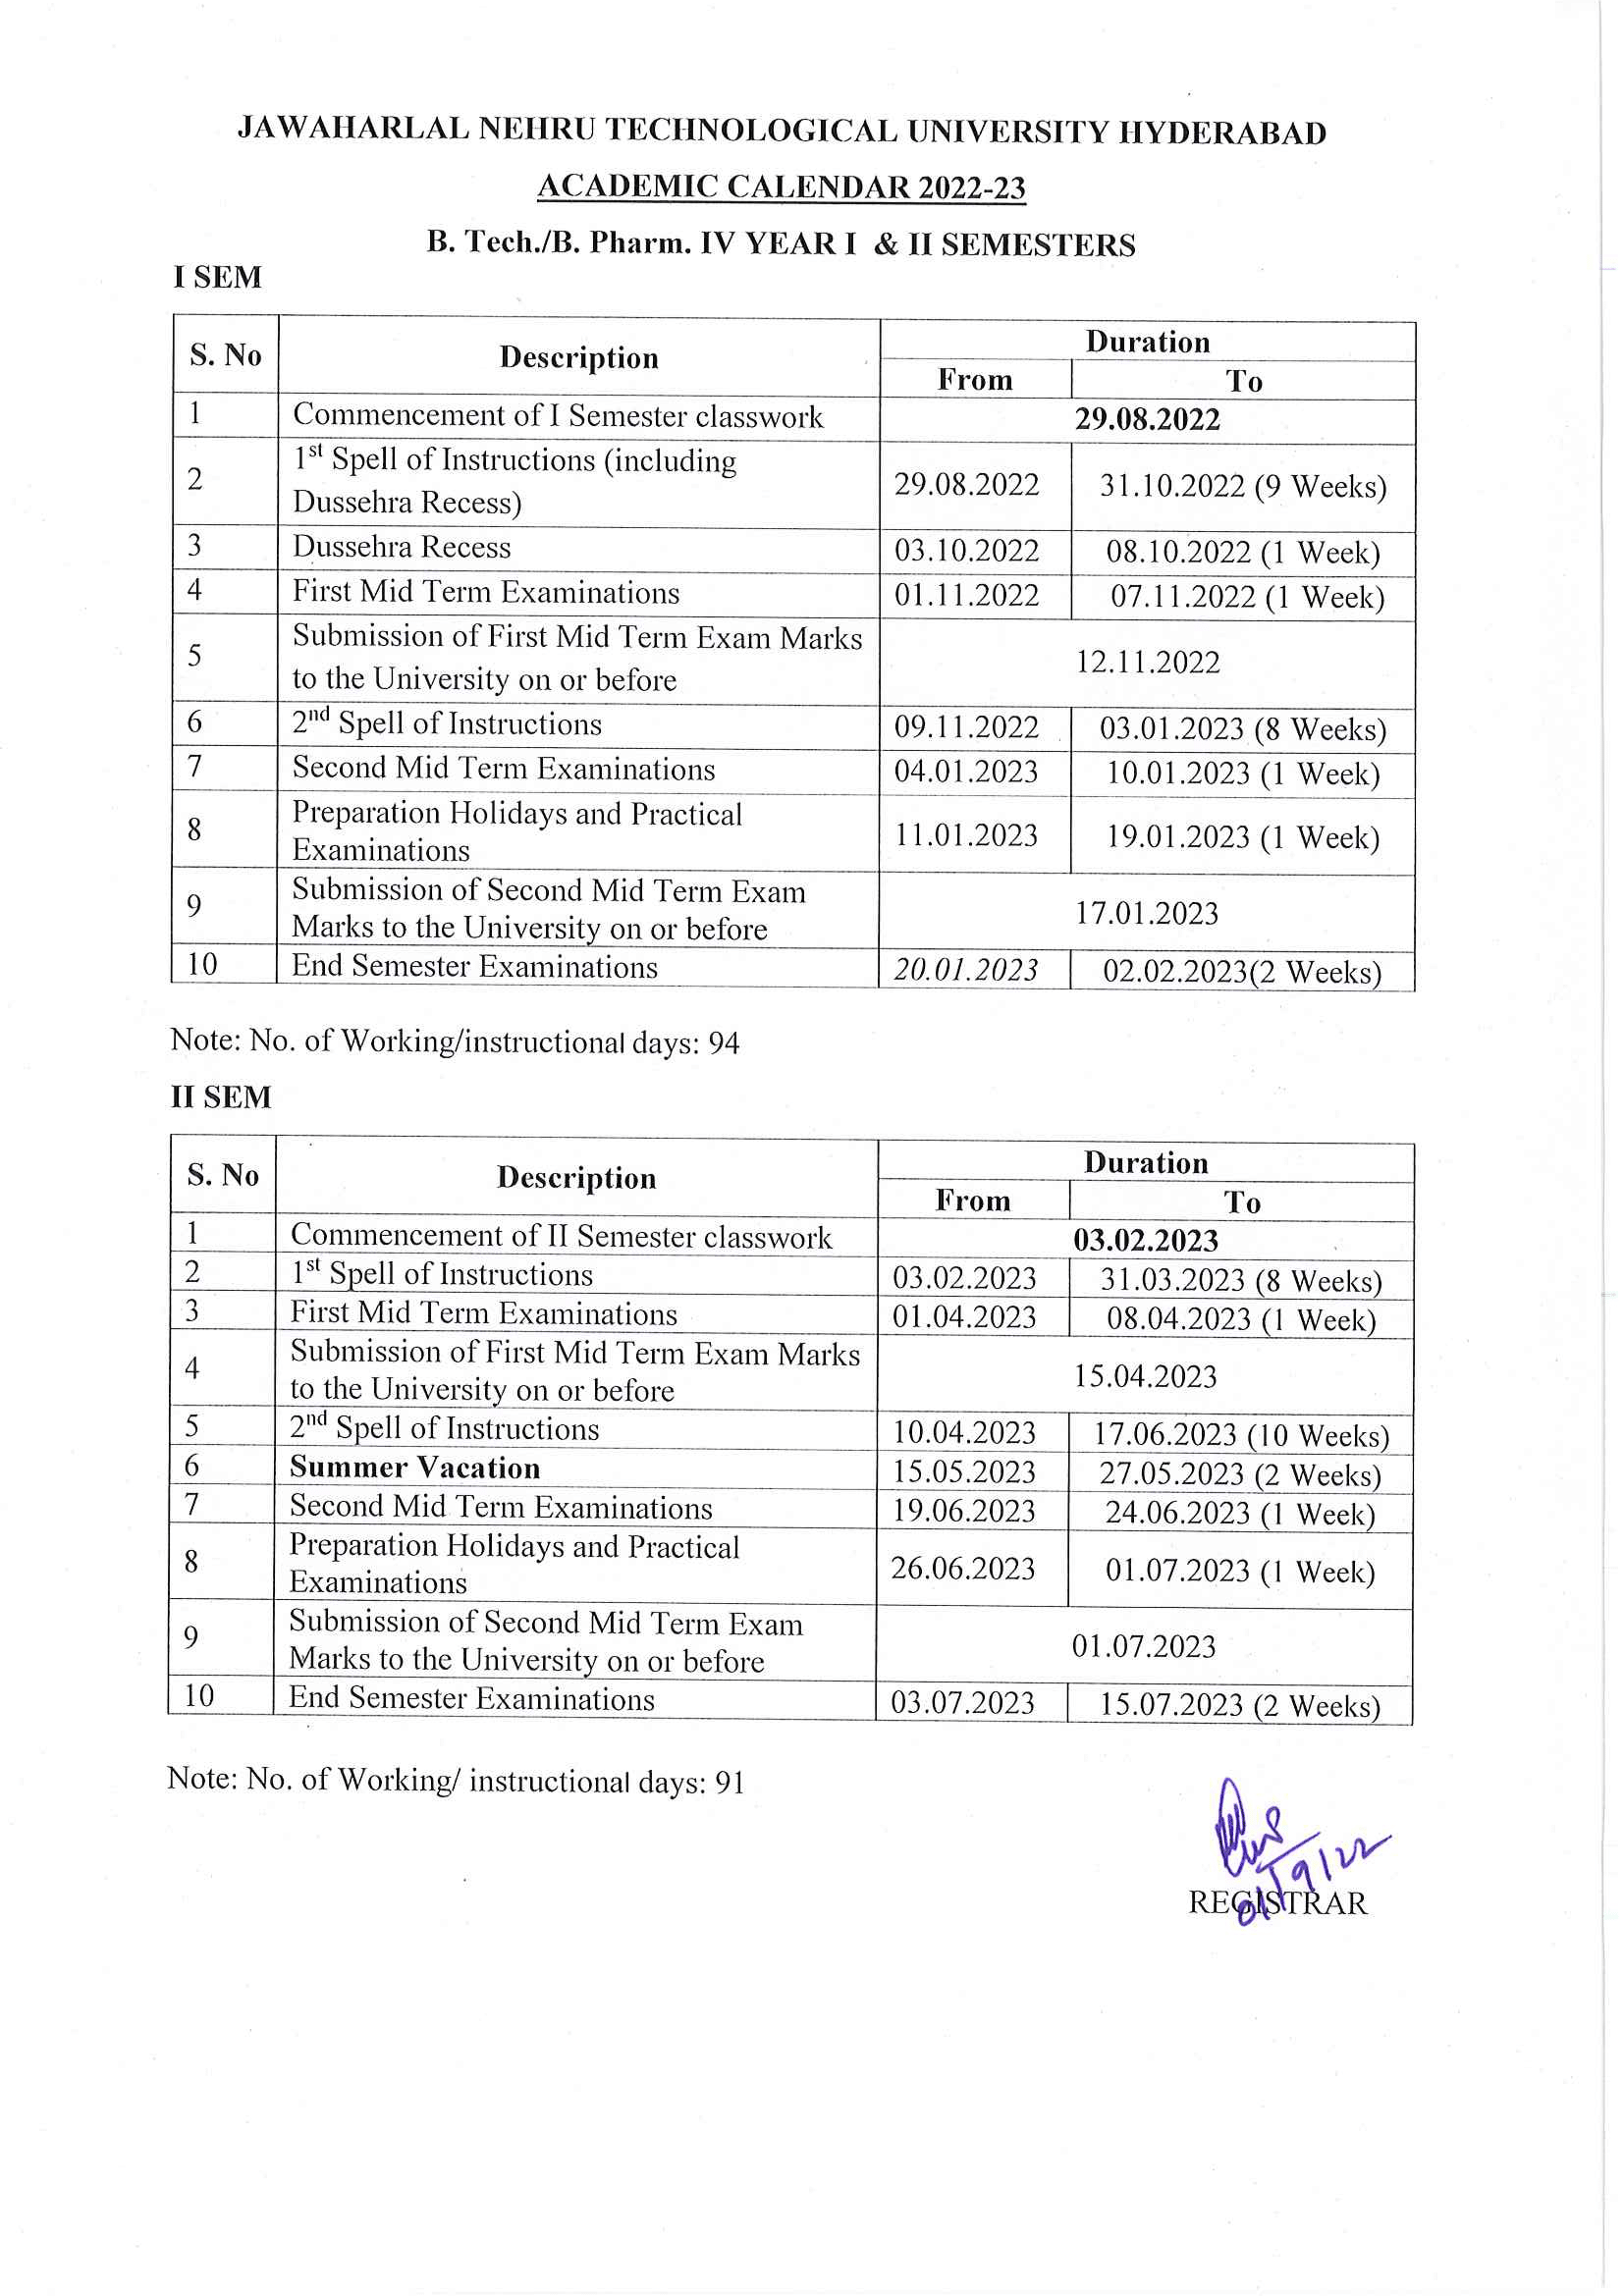 JAWAHARLAL NEHRU TECHNOLOGICAL UNIVERSITY HYDERABAD
ACADEMIC CALENDAR 2022-23
B. Tech./B. Pharm. IV YEAR I & II SEMESTERS
I SEM
S. No Description Duration
From To
1 Commencement of I Semester classwork 29.08.2022
2 1st Spell of Instructions (including
Dussehra Recess) 29.08.2022 31.10.2022 (9 Weeks)
3 Dussehra Recess 03.10.2022 08.10.2022 (1 Week)
4 First Mid Term Examinations 01.11.2022 07.11.2022 (1 Week)
5 Submission of First Mid Term Exam Marks
to the University on or before 12.11.2022
6 2nd Spell of Instructions 09.11.2022 03.01.2023 (8 Weeks)
7 Second Mid Term Examinations 04.01.2023 10.01.2023 (1 Week)
8 Preparation Holidays and Practical
Examinations 11.01.2023 19.01.2023 (1 Week)
9 Submission of Second Mid Term Exam
Marks to the University on or before 17.01.2023
10 End Semester Examinations 20.01.2023 02.02.2023(2 Weeks)
Note: No. of Working/instructional days: 94
II SEM
S. No Description Duration
From To
1 Commencement of II Semester classwork 03.02.2023
2 1st Spell of Instructions 03.02.2023 31.03.2023 (8 Weeks)
3 First Mid Term Examinations 01.04.2023 08.04.2023 (1 Week)
4 Submission of First Mid Term Exam Marks
to the University on or before 15.04.2023
5 2nd Spell of Instructions 10.04.2023 17.06.2023 (10 Weeks)
6 Summer Vacation 15.05.2023 27.05.2023 (2 Weeks)
7 Second Mid Term Examinations 19.06.2023 24.06.2023 (1 Week)
8 Preparation Holidays and Practical
Examinations 26.06.2023 01.07.2023 (1 Week)
9 Submission of Second Mid Term Exam
Marks to the University on or before 01.07.2023
10 End Semester Examinations 03.07.2023 15.07.2023 (2 Weeks)
Note: No. of Working/ instructional days: 91
01/9/22
REGISTRAR